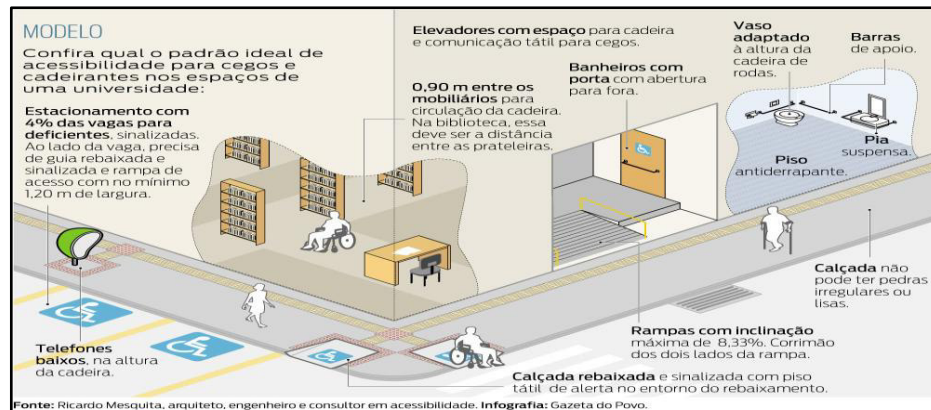 MODELO
Confira qual o padrão ideal de
acessibilidade para cegos e
cadeirantes nos espaços de
uma universidade:
Estacionamento com
4% das vagas para
deficientes, sinalizadas.
Ao lado da vaga, precisa
de guia rebaixada e
sinalizada e rampa de
acesso com no mínimo
1,20 m de largura.
Elevadores com espaço para cadeira
e comunicação tátil para cegos.
0,90 m entre os
mobiliários para
circulação da cadeira.
Na biblioteca, essa
deve ser a distância
entre as prateleiras.
Banheiros com
porta com abertura
para fora.
Vaso
adaptado
à altura da
cadeira de
rodas.
Barras
de apoio.
Pia
suspensa.
Piso
antiderrapante.
Calçada não
pode ter pedras
irregulares ou
lisas.
Rampas com inclinação
máxima de 8,33%. Corrimão
dos dois lados da rampa.
Telefones
baixos, na altura
da cadeira.
Calçada rebaixada e sinalizada com piso
tátil de alerta no entorno do rebaixamento.
Fonte: Ricardo Mesquita, arquiteto, engenheiro e consultor em acessibilidade. Infografia: Gazeta do Povo.